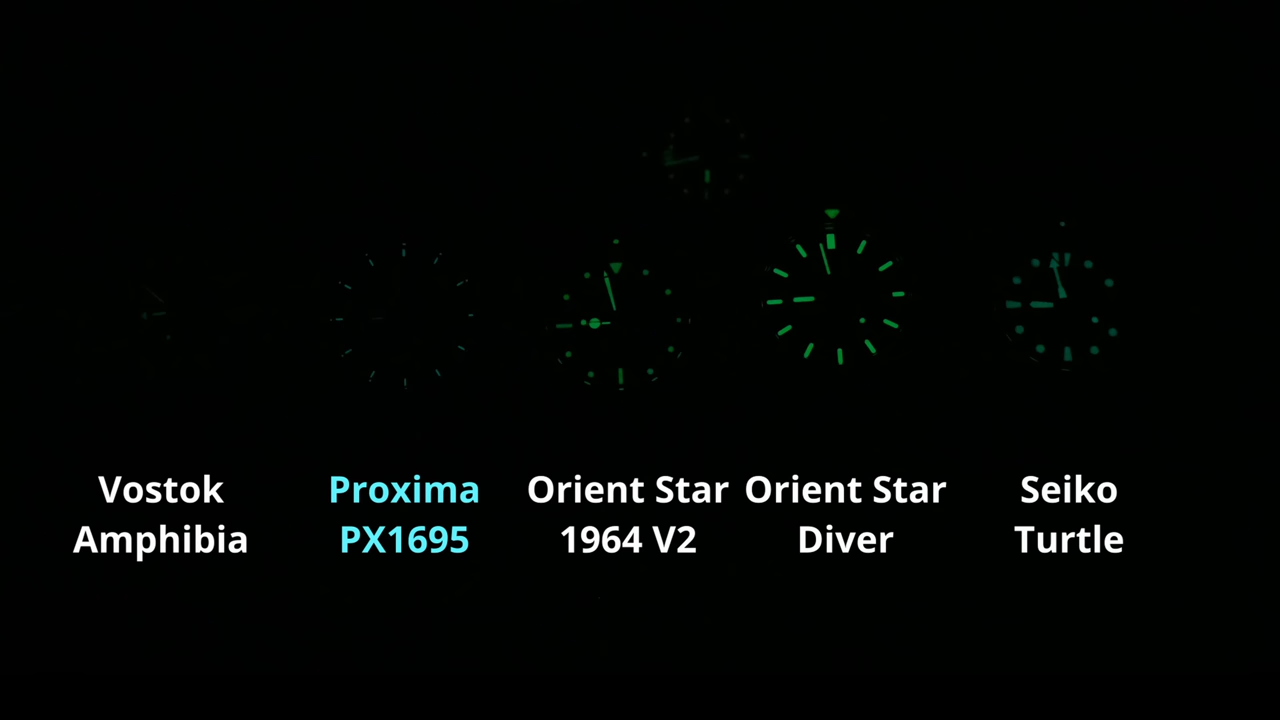 Vostok
Amphibia
Proxima
PX1695
Orient Star
1964 V2
Orient Star
Diver
Seiko
Turtle